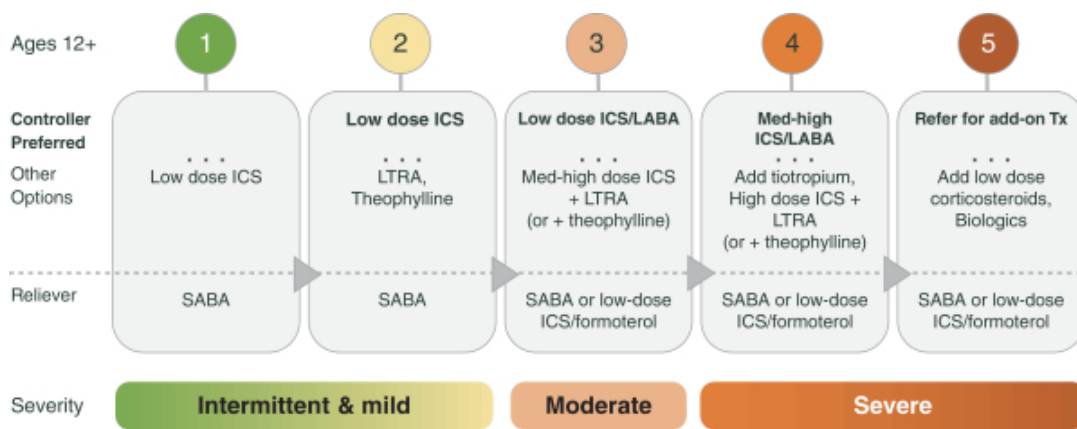 Ages 12+
1
2
3
4
5
Controller
Preferred
Other
Options
. . .
Low dose ICS
Low dose ICS
. . .
LTRA,
Theophylline
Low dose ICS/LABA
. . .
Med-high dose ICS
+ LTRA
(or + theophylline)
Med-high
ICS/LABA
. . .
Add tiotropium,
High dose ICS +
LTRA
(or + theophylline)
Refer for add-on Tx
. . .
Add low dose
corticosteroids,
Biologics
Reliever
SABA
SABA
SABA or low-dose
ICS/formoterol
SABA or low-dose
ICS/formoterol
SABA or low-dose
ICS/formoterol
Severity
Intermittent & mild
Moderate
Severe